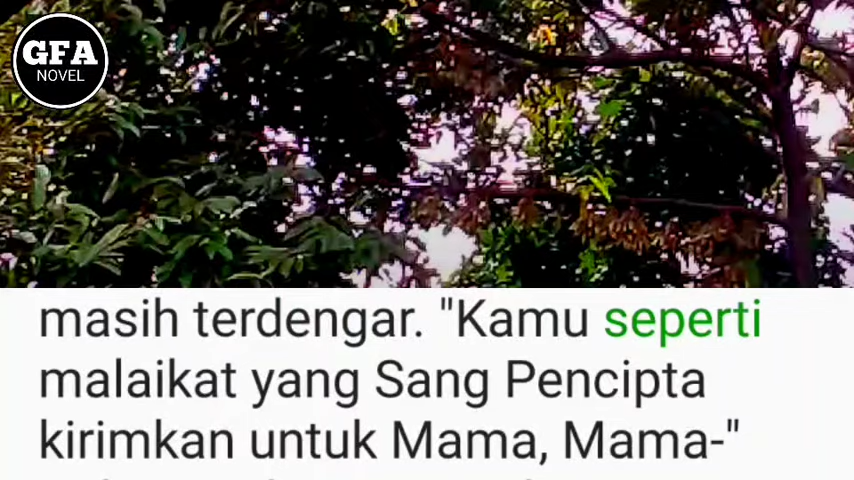 GFA
NOVEL
masih terdengar. "Kamu seperti
malaikat yang Sang Pencipta
kirimkan untuk Mama, Mama-"